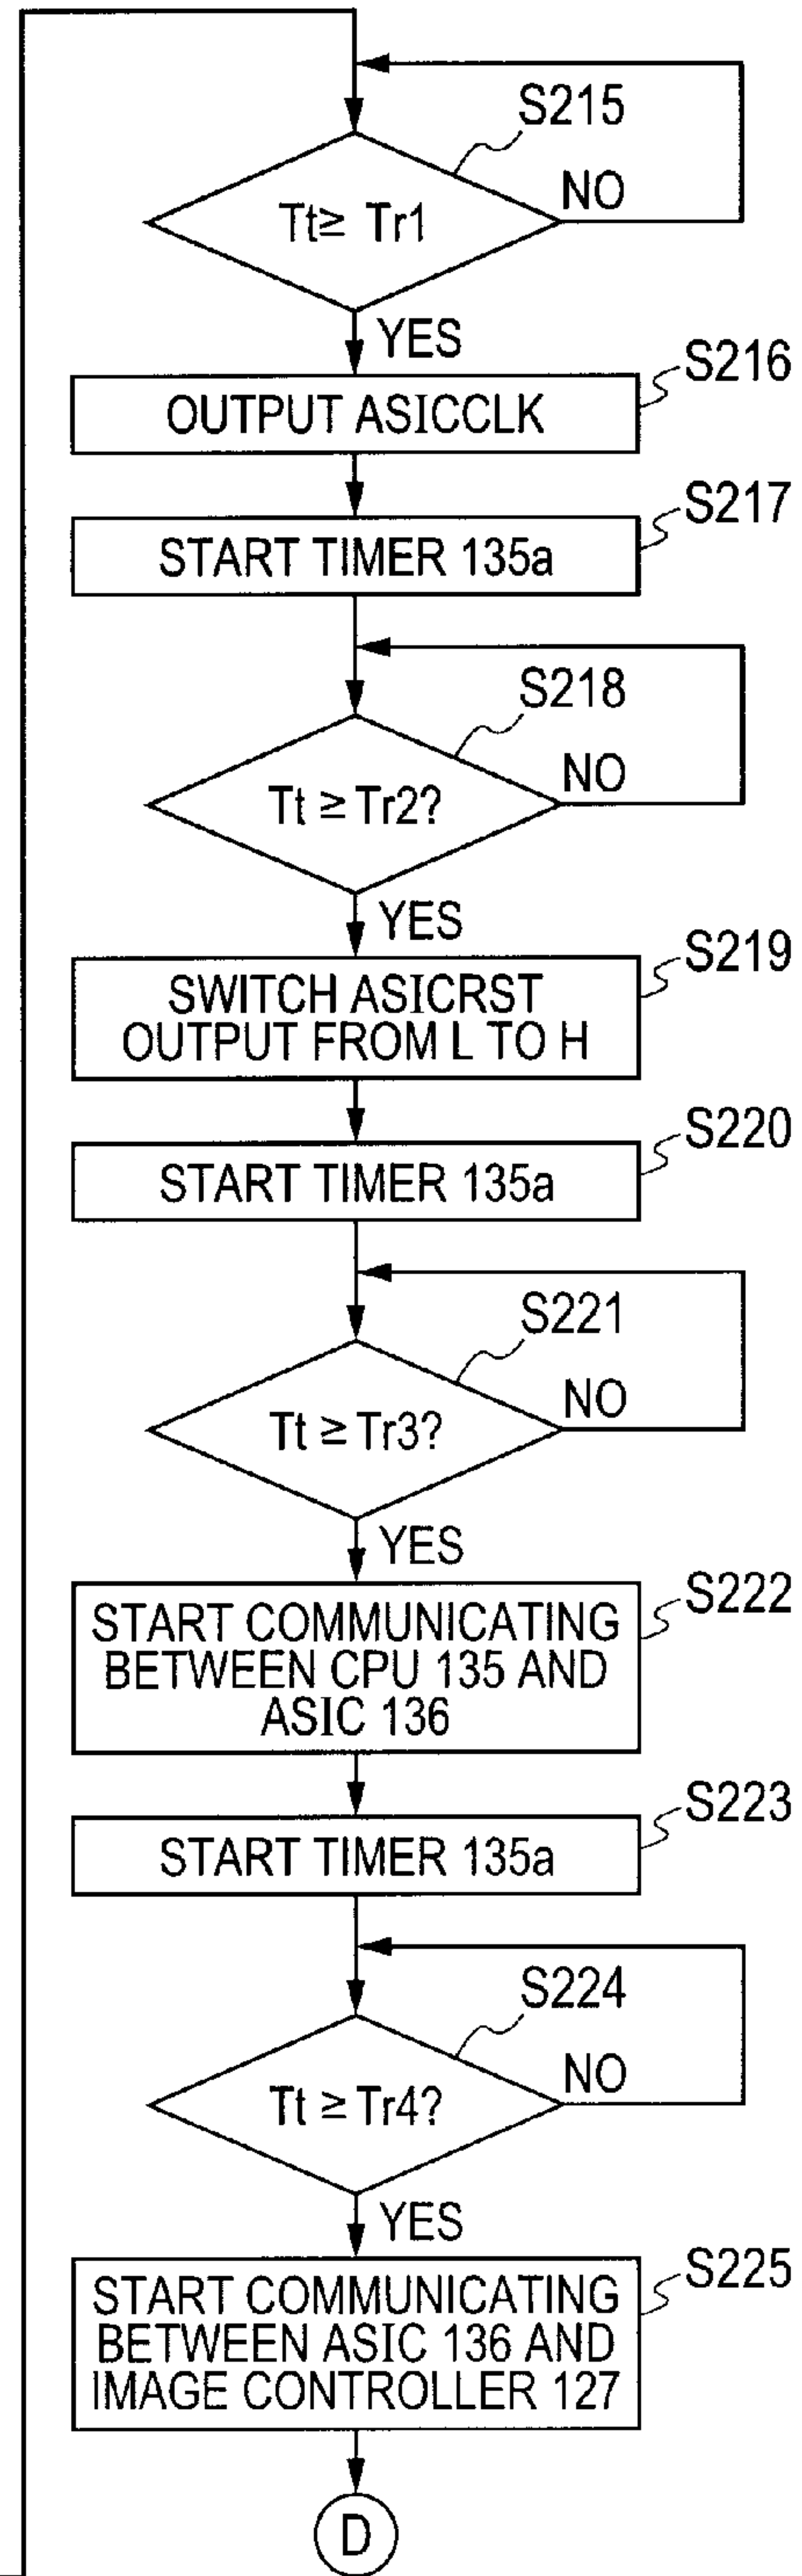 S215
Tt≥ Tr1
NO
YES
S216
OUTPUT ASICCLK
S217
START TIMER 135a
S218
Tt ≥ Tr2?
NO
YES
S219
SWITCH ASICRST
OUTPUT FROM L TO H
S220
START TIMER 135a
S221
Tt ≥ Tr3?
NO
YES
S222
START COMMUNICATING
BETWEEN CPU 135 AND
ASIC 136
S223
START TIMER 135a
S224
Tt ≥ Tr4?
NO
YES
S225
START COMMUNICATING
BETWEEN ASIC 136 AND
IMAGE CONTROLLER 127
D